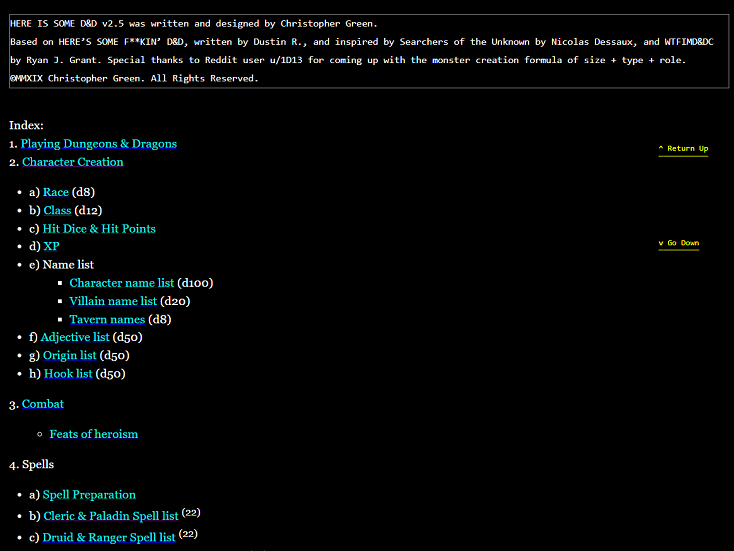 HERE IS SOME D&D v2.5 was written and designed by Christopher Green.
Based on HERE'S SOME F**KIN' D&D, written by Dustin R., and inspired by Searchers of the Unknown by Nicolas Dessaux, and WTFIMD&DC
by Ryan J. Grant. Special thanks to Reddit user u/1D13 for coming up with the monster creation formula of size + type + role.
©MMXIX Christopher Green. All Rights Reserved.
Index:
1. Playing Dungeons & Dragons
^ Return Up
2. Character Creation
• a) Race (d8)
• b) Class (d12)
• c) Hit Dice & Hit Points
• d) XP
v Go Down
• e) Name list
▪ Character name list (d100)
▪ Villain name list (d20)
▪ Tavern names (d8)
• f) Adjective list (d50)
• g) Origin list (d50)
• h) Hook list (d50)
3. Combat
◦ Feats of heroism
4. Spells
• a) Spell Preparation
• b) Cleric & Paladin Spell list (22)
• c) Druid & Ranger Spell list (22)